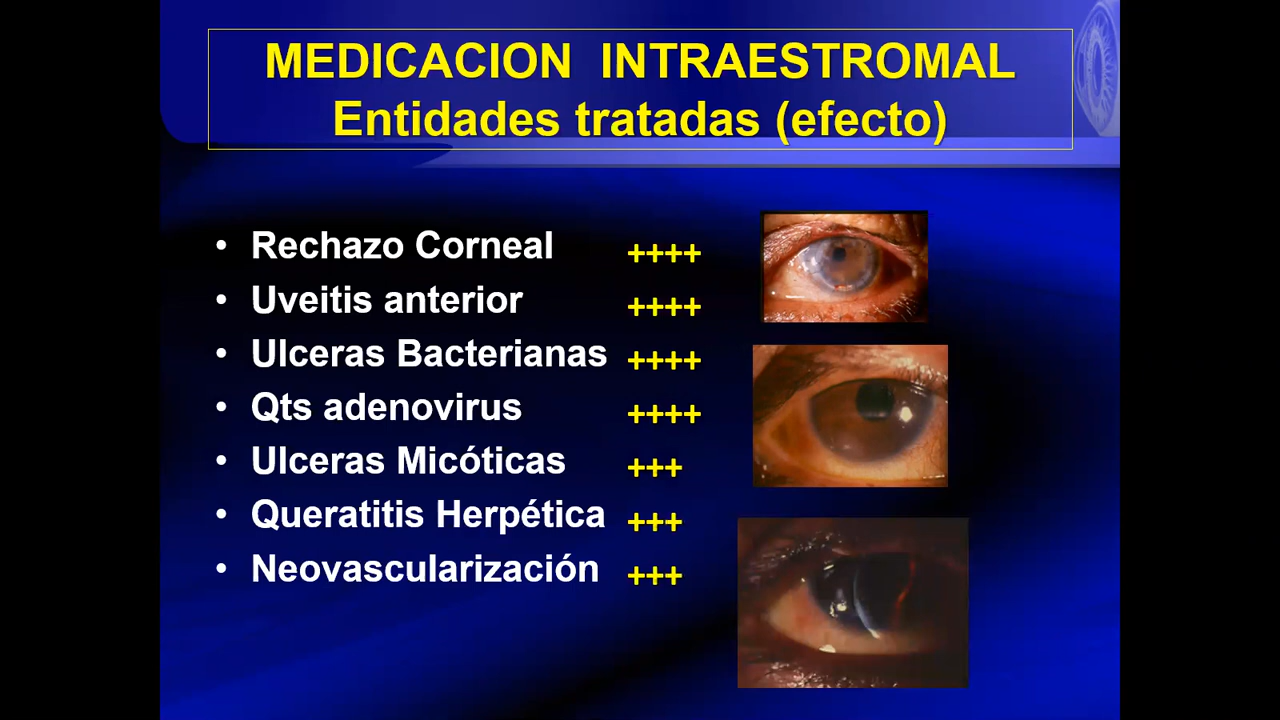 MEDICACION INTRAESTROMAL
Entidades tratadas (efecto)
• Rechazo Corneal ++++
• Uveitis anterior ++++
• Ulceras Bacterianas ++++
• Qts adenovirus ++++
• Ulceras Micóticas +++
• Queratitis Herpética +++
• Neovascularización +++